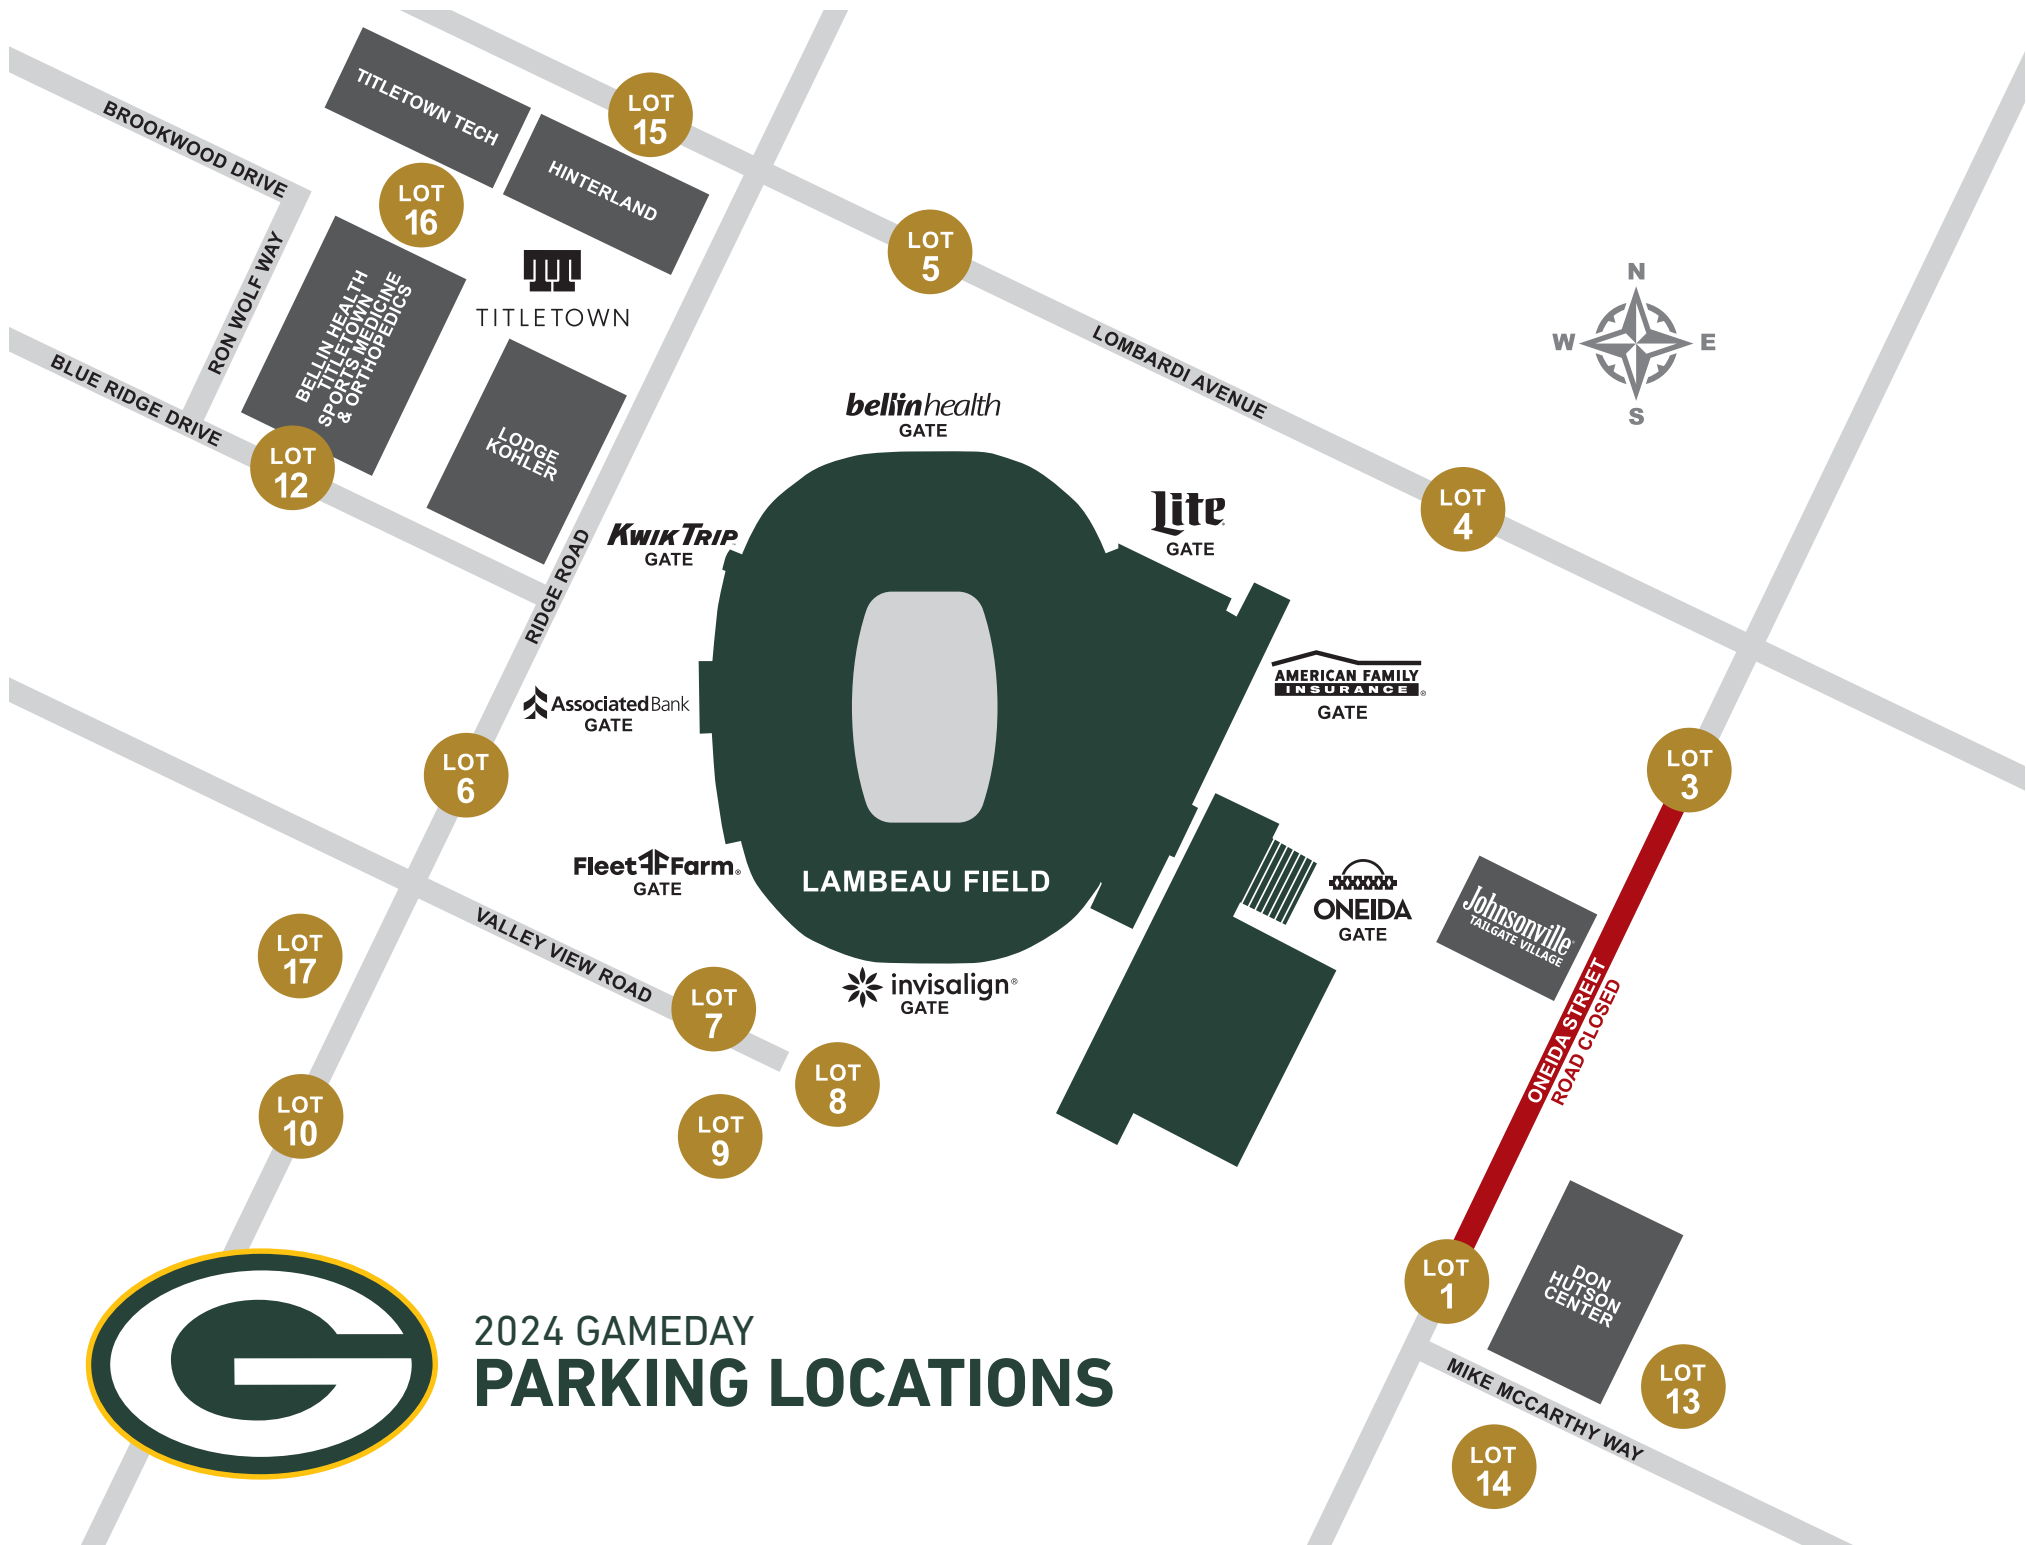 BROOKWOOD DRIVE
TITLETOWN TECH
LOT
15
HINTERLAND
LOT
16
RON WOLF WAY
BLUE RIDGE DRIVE
BELLIN HEALTH
TITLETOWN
SPORTS MEDICINE
& ORTHOPEDICS
TITLETOWN
LOT
12
LODGE
KOHLER
RIDGE ROAD
LOT
5
LOMBARDI AVENUE
N
W
E
S
bellinhealth
GATE
Lite
GATE
LOT
4
KWIK TRIP
GATE
AMERICAN FAMILY
INSURANCE®
GATE
AssociatedBank
GATE
LOT
6
LOT
3
Fleet Farm®
GATE
LAMBEAU FIELD
ONEIDA
GATE
Johnsonville
TAILGATE VILLAGE
VALLEY VIEW ROAD
LOT
17
invisalign®
GATE
LOT
7
LOT
8
LOT
9
LOT
10
ONEIDA STREET
ROAD CLOSED
LOT
1
DON
HUTSON
CENTER
MIKE MCCARTHY WAY
LOT
13
LOT
14
G
2024 GAMEDAY
PARKING LOCATIONS